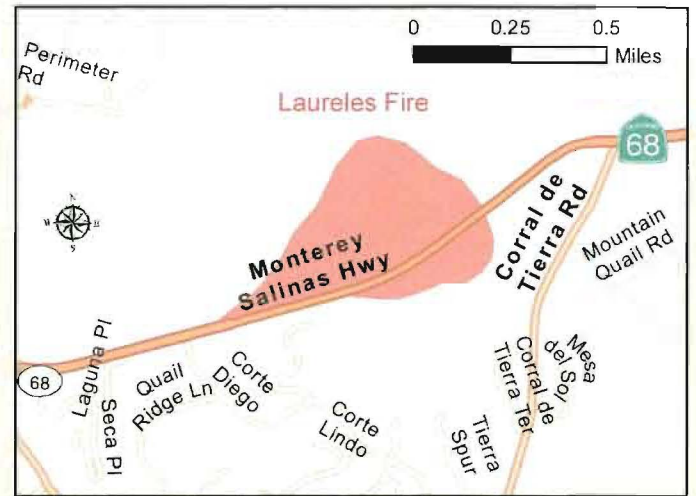 0 0.25 0.5
Miles
Perimeter
Rd
Laureles Fire
68
N
W E
S
Monterey
Salinas Hwy
Corral de
Tierra Rd
Mountain
Quail Rd
68
Laguna Pl
Seca Pl
Quail
Ridge Ln
Corte
Diego
Corte
Lindo
Tierra
Spur
Corral de
Tierra Ter
Mesa
del Sol